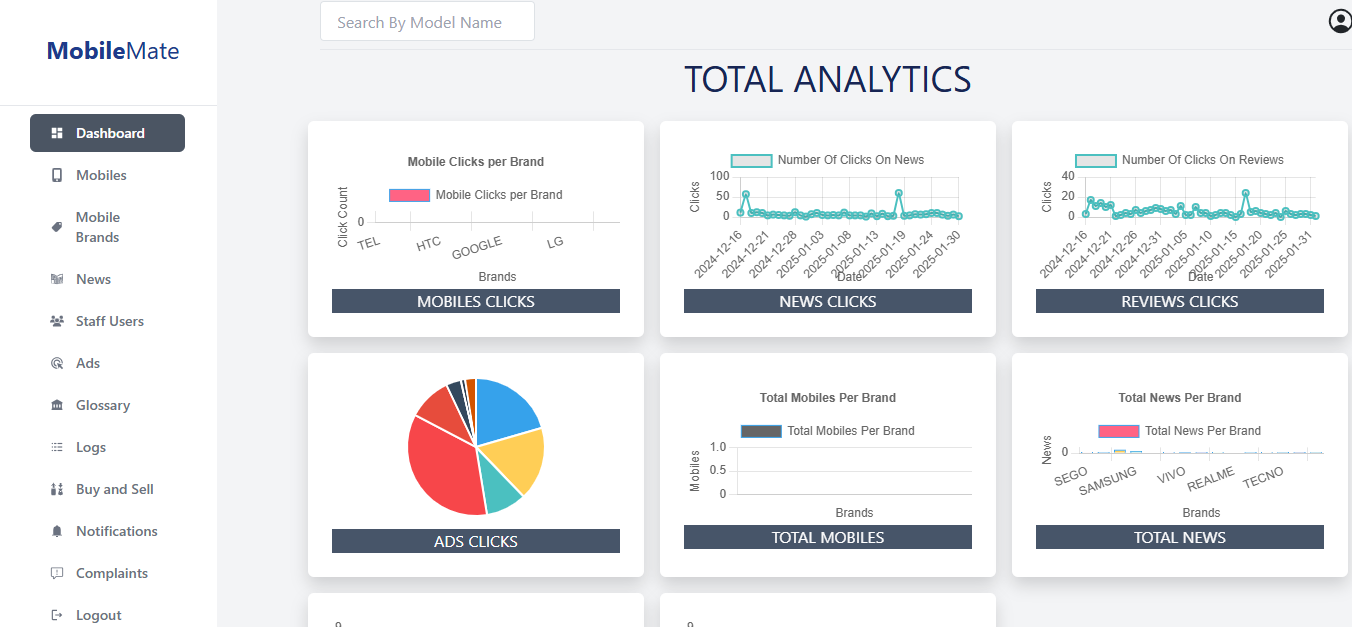 Search By Model Name
MobileMate
Dashboard
Mobiles
Mobile
Brands
News
Staff Users
Ads
Glossary
Logs
Buy and Sell
Notifications
Complaints
Logout
TOTAL ANALYTICS
Mobile Clicks per Brand
Mobile Clicks per Brand
Click Count
0
TEL HTC GOOGLE LG
Brands
MOBILES CLICKS
Number Of Clicks On News
Clicks
100
50
0
2024-12-16 2024-12-21 2024-12-28 2025-01-03 2025-01-08 2025-01-13 2025-01-19 2025-01-24 2025-01-30
Date
NEWS CLICKS
Number Of Clicks On Reviews
Clicks
40
20
0
2024-12-16 2024-12-21 2024-12-26 2024-12-31 2025-01-05 2025-01-10 2025-01-15 2025-01-20 2025-01-25 2025-01-31
Date
REVIEWS CLICKS
ADS CLICKS
Total Mobiles Per Brand
Total Mobiles Per Brand
Mobiles
1.0
0.5
0
Brands
TOTAL MOBILES
Total News Per Brand
Total News Per Brand
News
0
SEGO SAMSUNG VIVO REALME TECNO
Brands
TOTAL NEWS